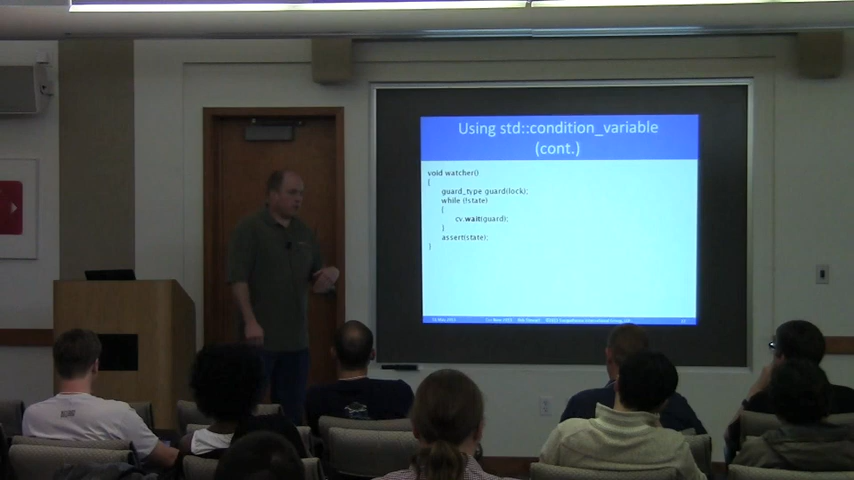 Using std::condition_variable
(cont.)
void watcher()
{
guard_type guard(lock);
while (!state)
{
cv.wait(guard);
}
assert(state);
}